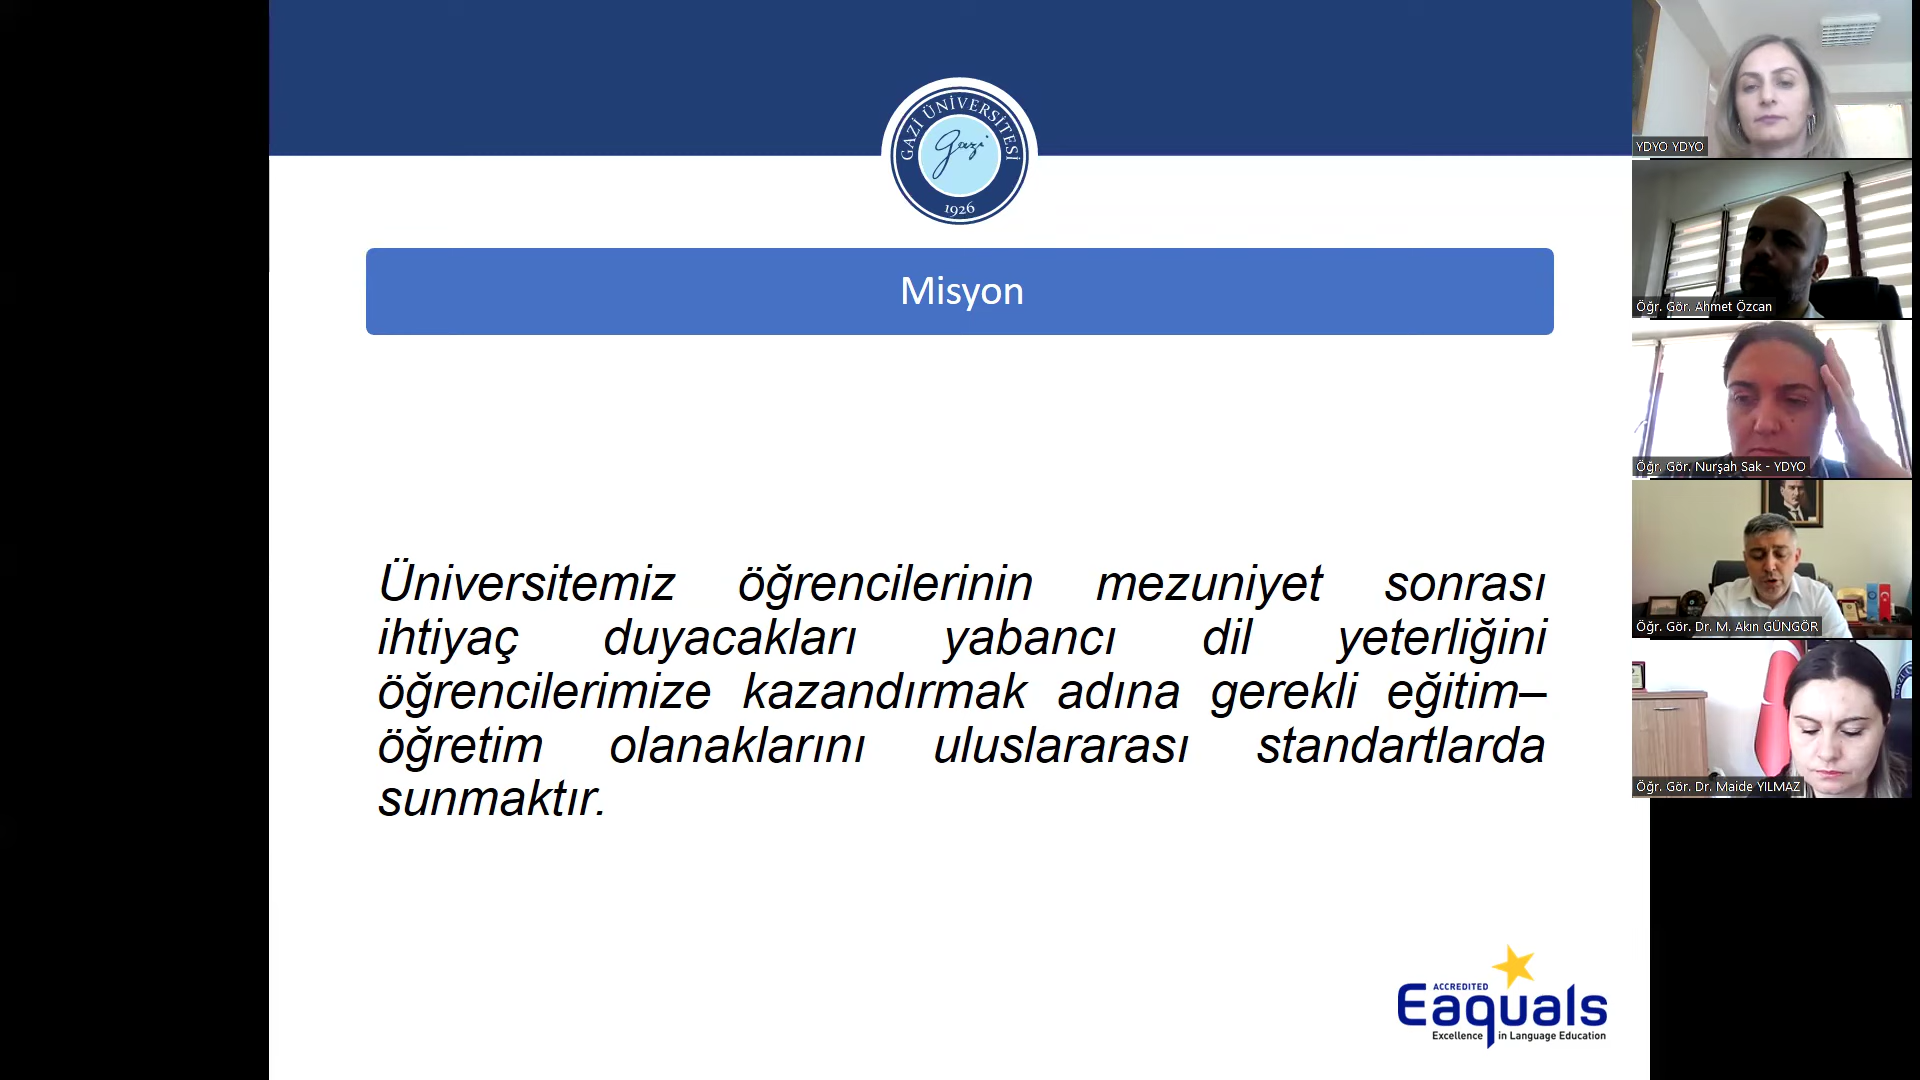 GAZİ ÜNİVERSİTESİ
Gazi
1926
Misyon
Üniversitemiz öğrencilerinin mezuniyet sonrası
ihtiyaç duyacakları yabancı dil yeterliğini
öğrencilerimize kazandırmak adına gerekli eğitim–
öğretim olanaklarını uluslararası standartlarda
sunmaktır.
ACCREDITED
Eaquals
Excellence in Language Education
YDYO YDYO
Öğr. Gör. Ahmet Özcan
Öğr. Gör. Nurşah Sak - YDYO
Öğr. Gör. Dr. M. Akın GÜNGÖR
Öğr. Gör. Dr. Maide YILMAZ